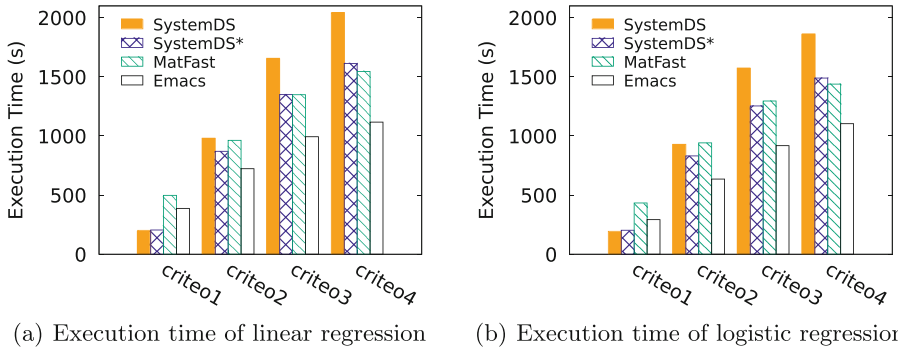 Execution Time (s)
2000
1500
1000
500
0
SystemDS
SystemDS*
MatFast
Emacs
criteo1
criteo2
criteo3
criteo4
(a) Execution time of linear regression
Execution Time (s)
2000
1500
1000
500
0
SystemDS
SystemDS*
MatFast
Emacs
criteo1
criteo2
criteo3
criteo4
(b) Execution time of logistic regression